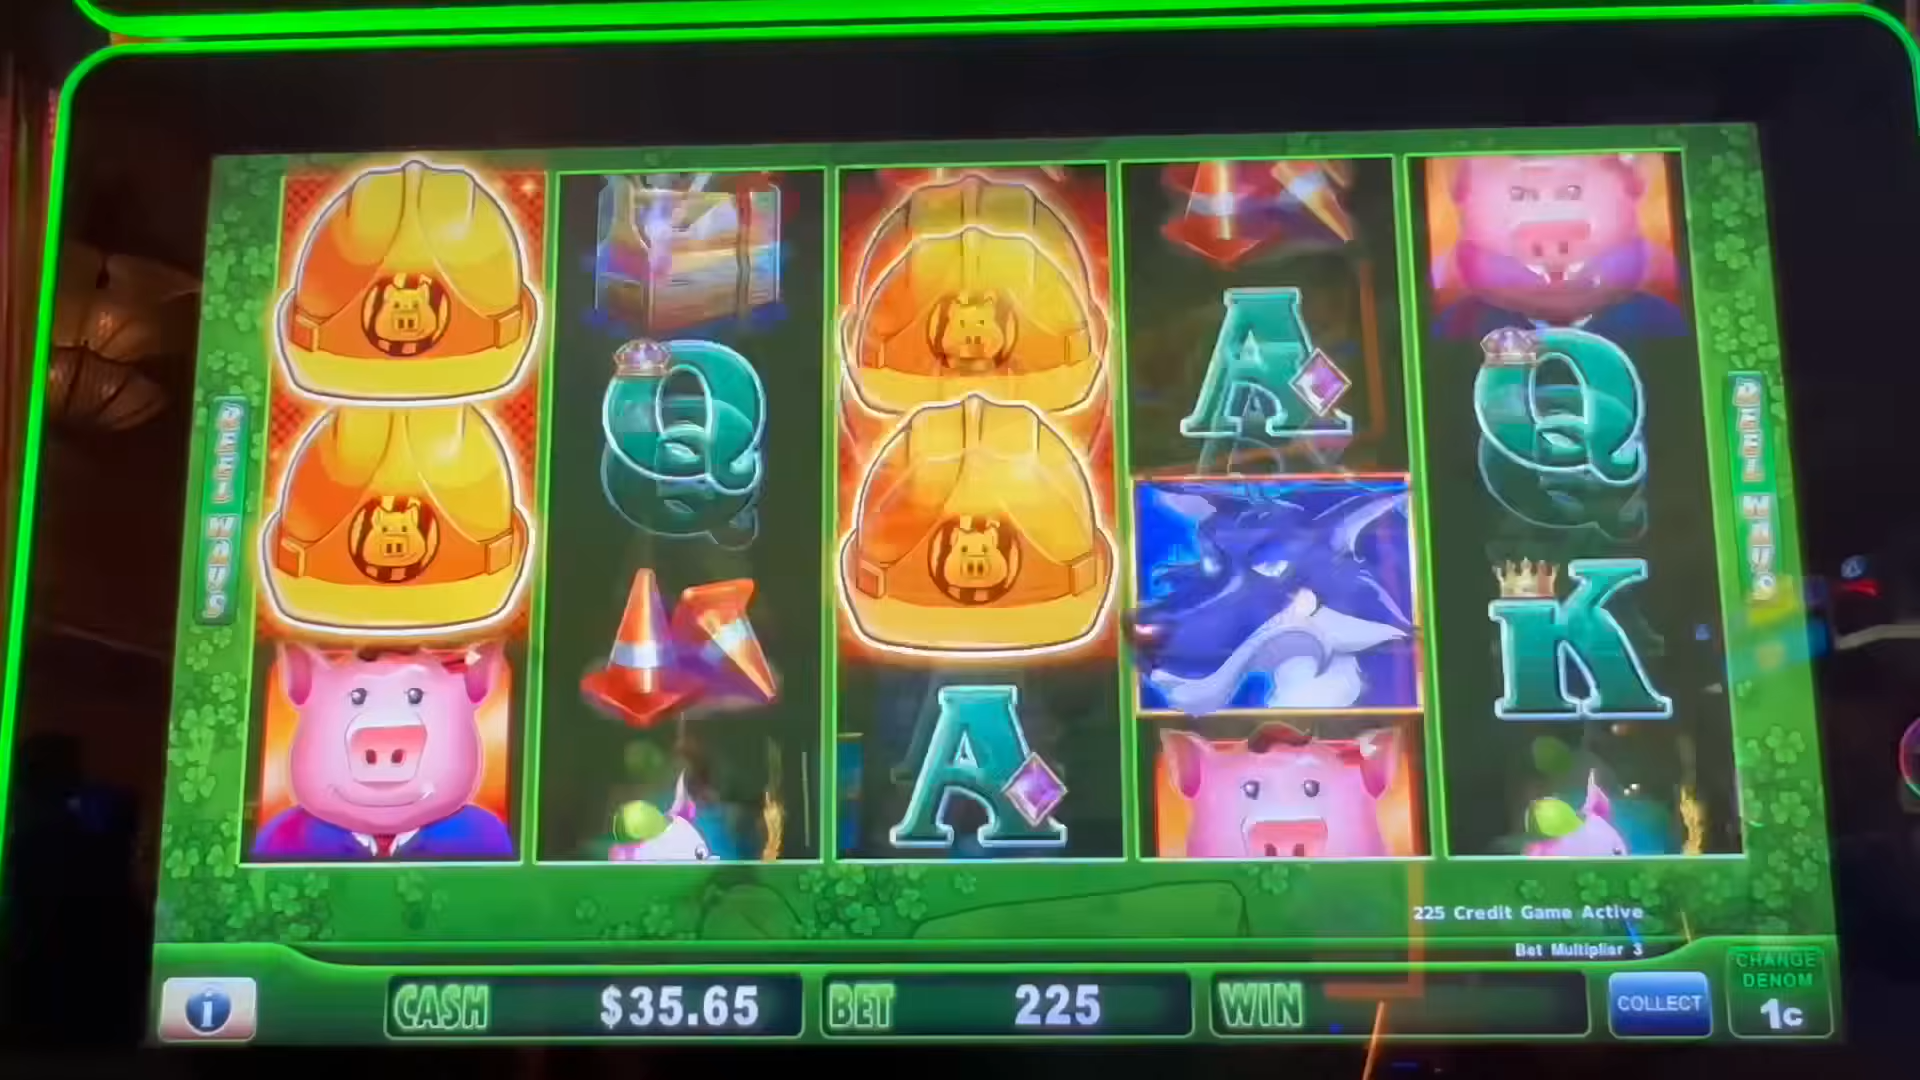 REEL WAYS
REEL WAYS
Q
A
Q
K
A
225 Credit Game Active
Bet Multiplier 3
CHANGE
DENOM
CASH $35.65 BET 225 WIN COLLECT 1c
i